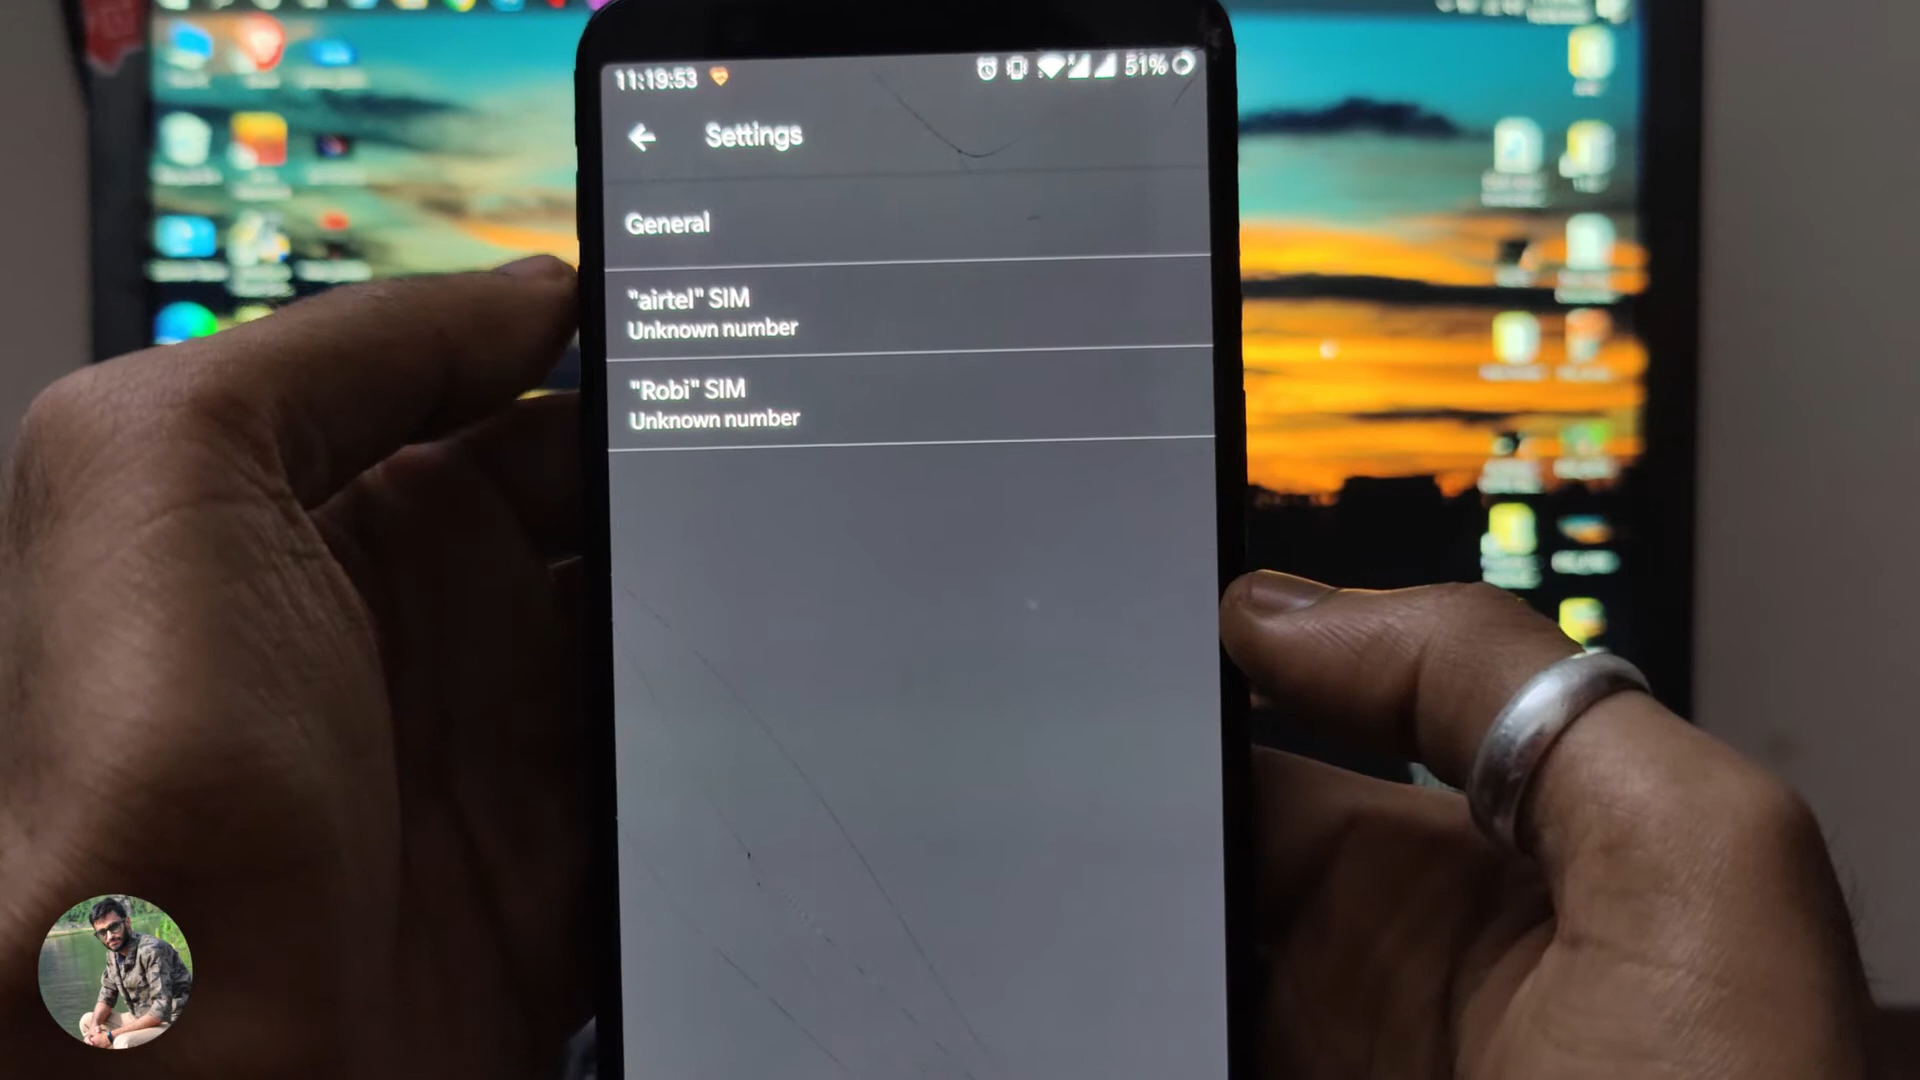 11:19:53
51%
Settings
General
"airtel" SIM
Unknown number
"Robi" SIM
Unknown number